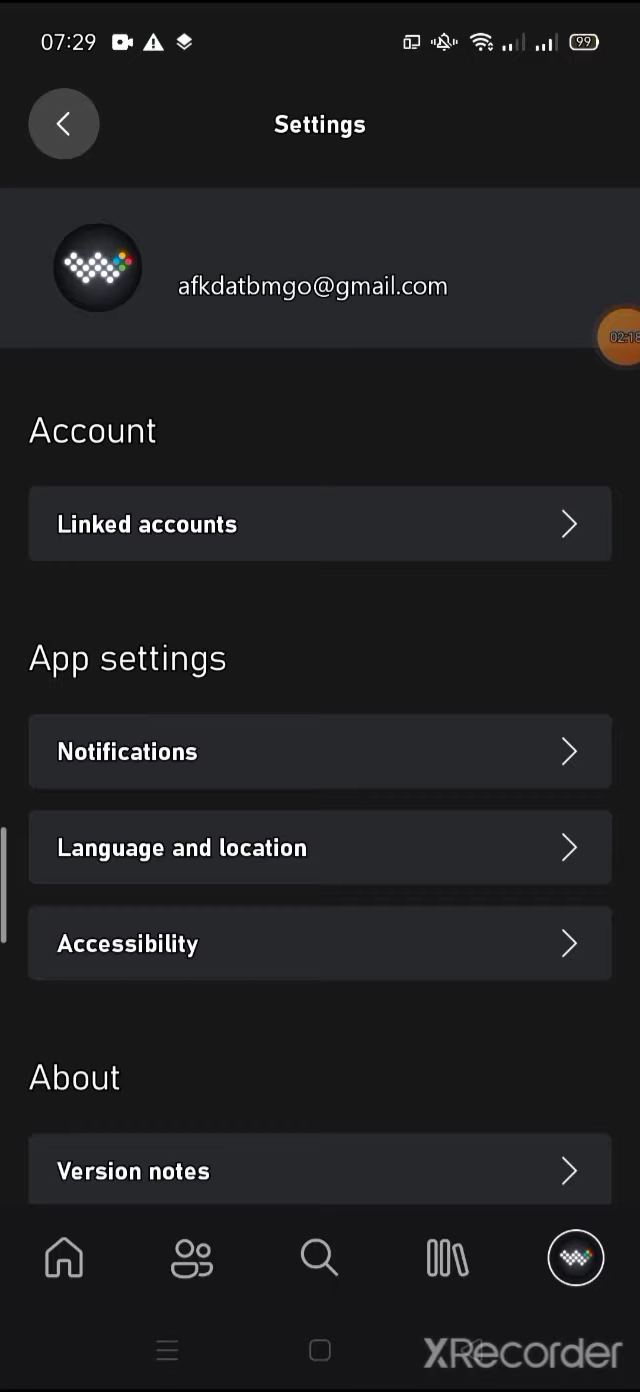 07:29
99
Settings
afkdatbmgo@gmail.com
Account
Linked accounts
App settings
Notifications
Language and location
Accessibility
About
Version notes
XRecorder